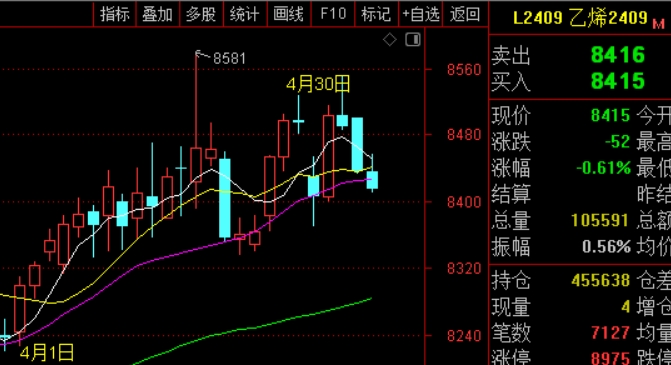 指标 叠加 多股 统计 画线 F10 标记 +自选 返回
L2409 乙烯2409 M
卖出 8416
买入 8415
现价 8415 今开
涨跌 -52 最高
涨幅 -0.61% 最低
结算 昨结
总量 105591 总额
振幅 0.56% 均价
持仓 455638 仓差
现量 4 增仓
笔数 7127 均量
涨停 8975 跌停
8581
4月30日
4月1日
8560
8480
8400
8320
8240